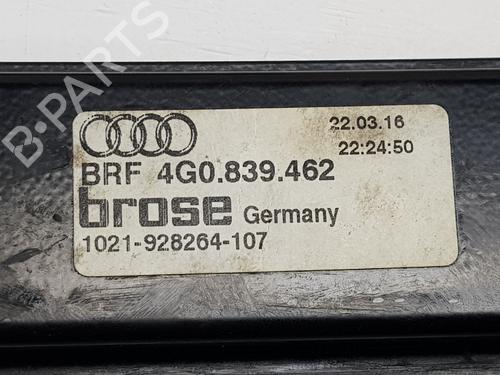 22.03.16
22:24:50
BRF 4G0.839.462
brose Germany
1021-928264-107
B-PARTS